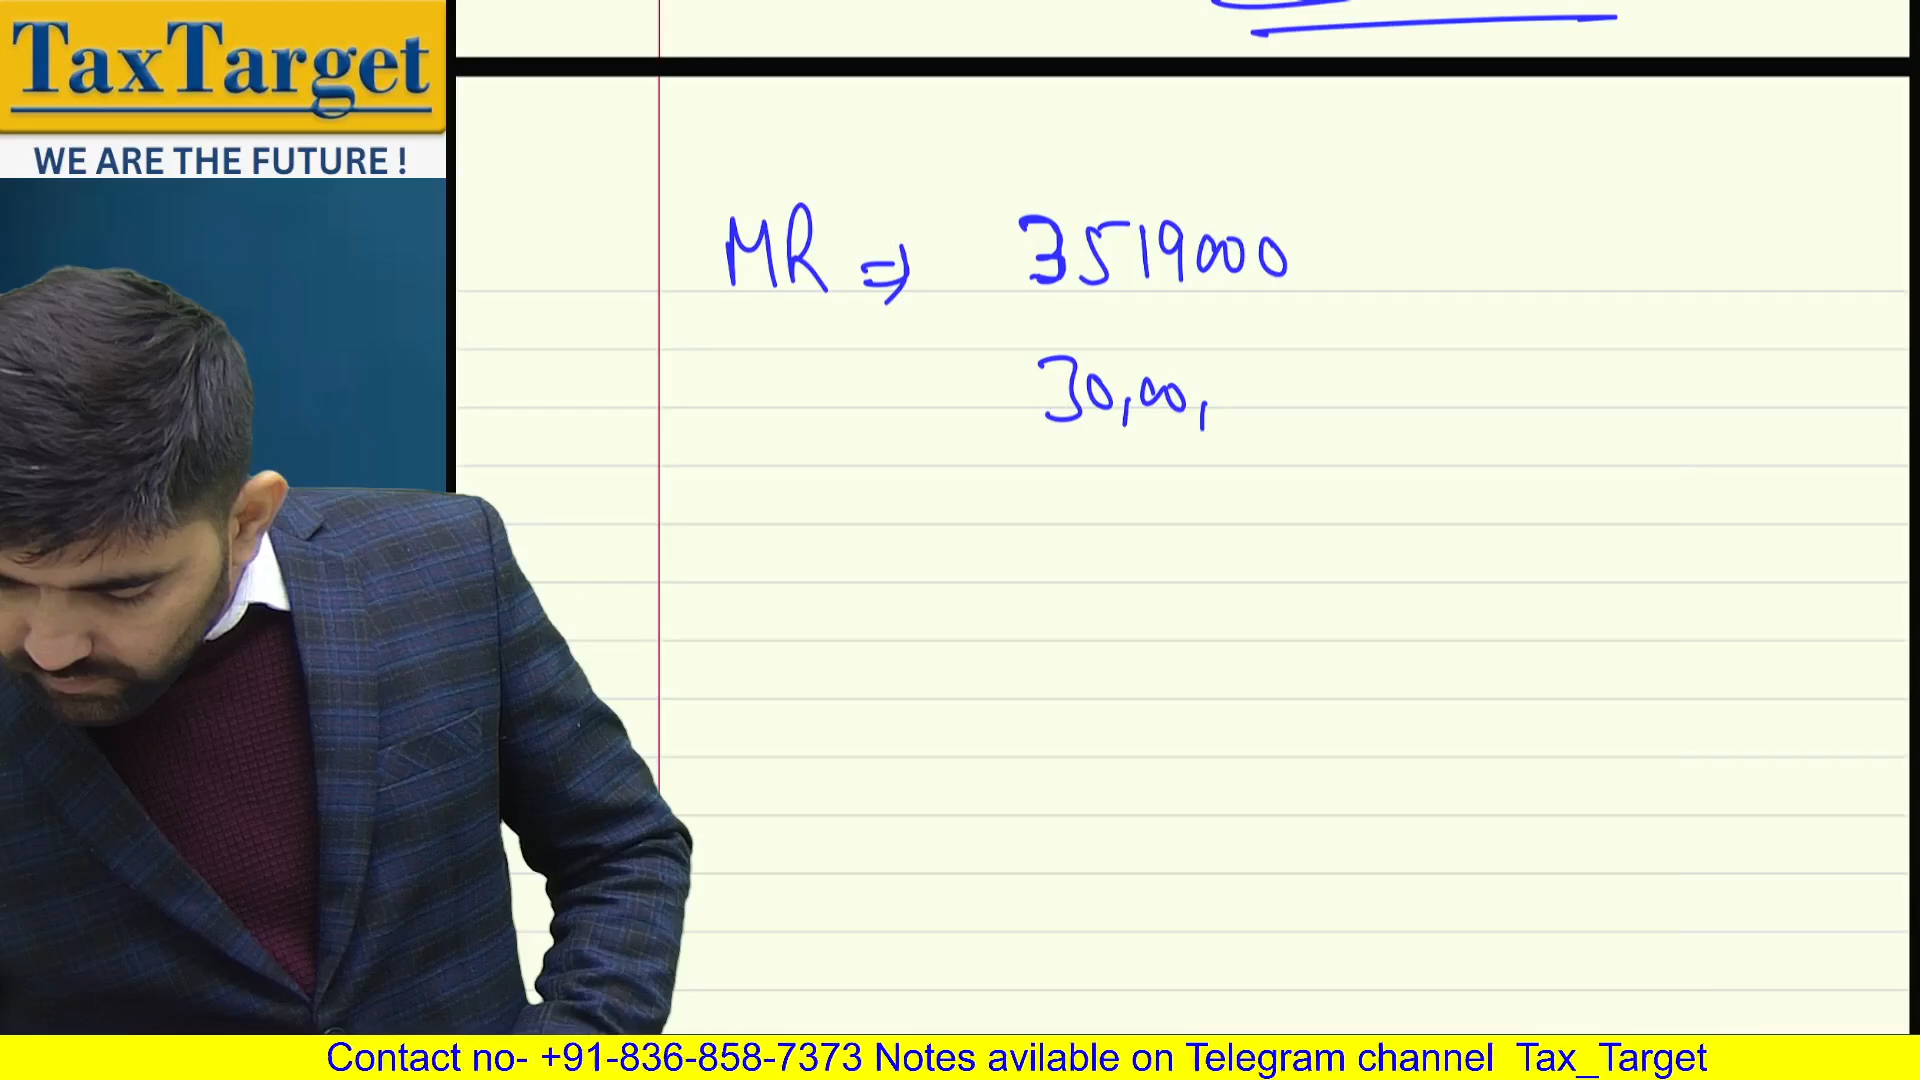 TaxTarget
WE ARE THE FUTURE !
MR ⇒ 3519000
30,00,
Contact no- +91-836-858-7373 Notes avilable on Telegram channel Tax_Target